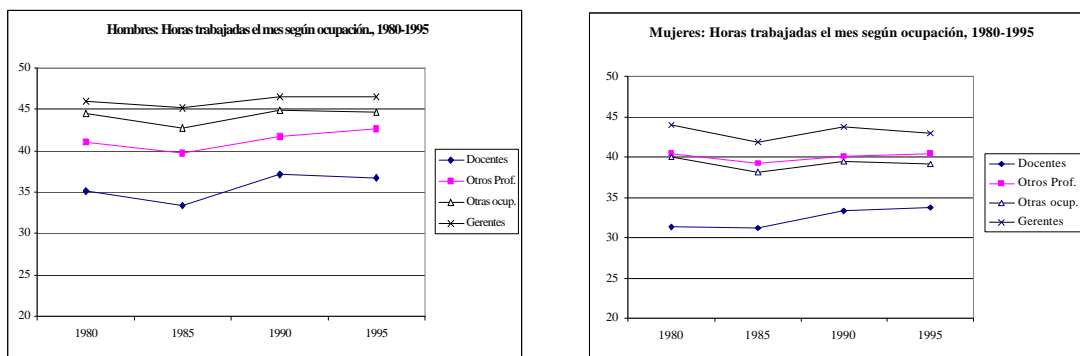 Hombres: Horas trabajadas el mes según ocupación., 1980-1995
50
45
40
35
30
25
20
1980 1985 1990 1995
Docentes
Otros Prof.
Otras ocup.
Gerentes
Mujeres: Horas trabajadas el mes según ocupación, 1980-1995
50
45
40
35
30
25
20
1980 1985 1990 1995
Docentes
Otros Prof.
Otras ocup.
Gerentes